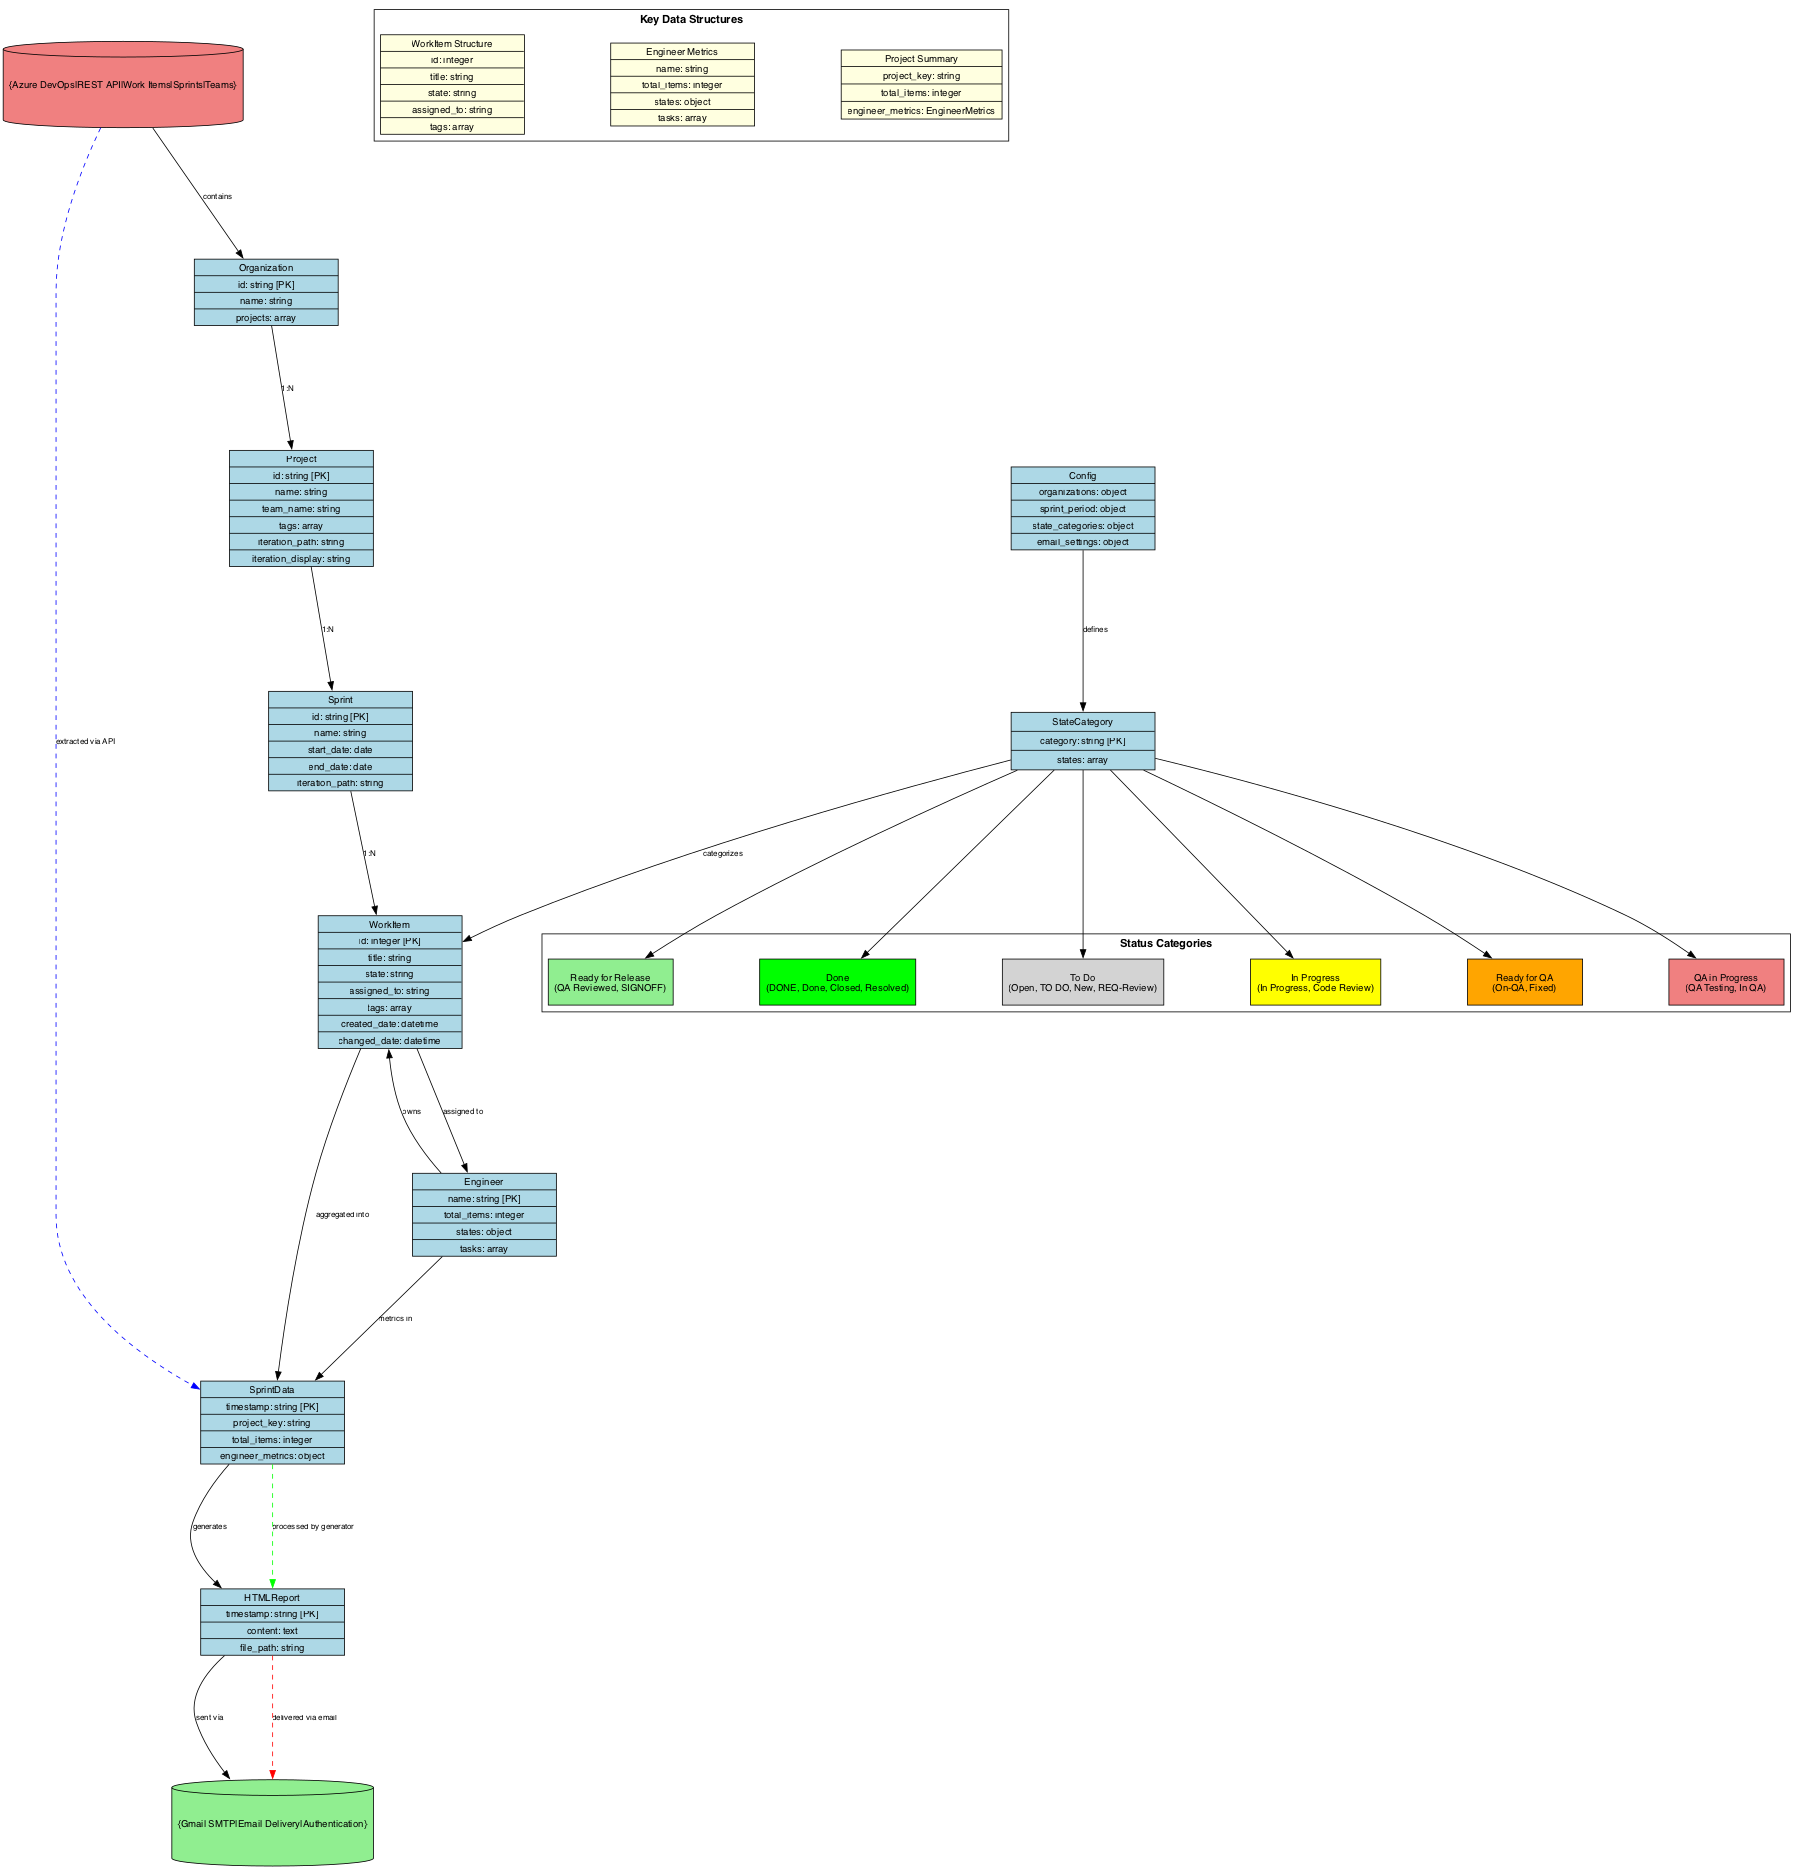 Key Data Structures
WorkItem Structure
id: integer
title: string
state: string
assigned_to: string
tags: array
Engineer Metrics
name: string
total_items: integer
states: object
tasks: array
Project Summary
project_key: string
total_items: integer
engineer_metrics: EngineerMetrics
{Azure DevOps|REST API|Work Items|Sprints|Teams}
contains
Organization
id: string [PK]
name: string
projects: array
1:N
Project
id: string [PK]
name: string
team_name: string
tags: array
iteration_path: string
iteration_display: string
Config
organizations: object
sprint_period: object
state_categories: object
email_settings: object
1:N
defines
Sprint
id: string [PK]
name: string
start_date: date
end_date: date
iteration_path: string
StateCategory
category: string [PK]
states: array
extracted via API
1:N
categorizes
WorkItem
id: integer [PK]
title: string
state: string
assigned_to: string
tags: array
created_date: datetime
changed_date: datetime
Status Categories
Ready for Release
(QA Reviewed, SIGNOFF)
Done
(DONE, Done, Closed, Resolved)
To Do
(Open, TO DO, New, REQ-Review)
In Progress
(In Progress, Code Review)
Ready for QA
(On-QA, Fixed)
QA in Progress
(QA Testing, In QA)
owns
assigned to
Engineer
name: string [PK]
total_items: integer
states: object
tasks: array
aggregated into
metrics in
SprintData
timestamp: string [PK]
project_key: string
total_items: integer
engineer_metrics: object
generates
processed by generator
HTMLReport
timestamp: string [PK]
content: text
file_path: string
sent via
delivered via email
{Gmail SMTP|Email Delivery|Authentication}